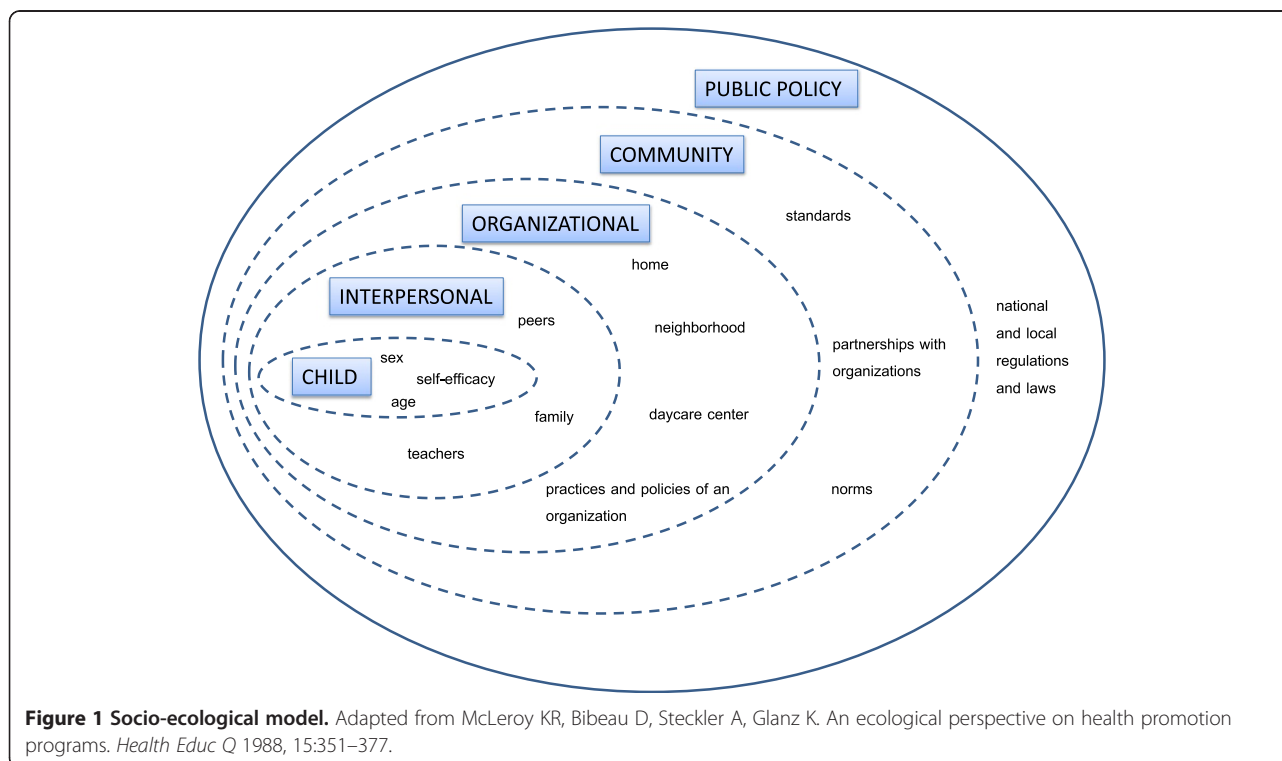 PUBLIC POLICY
COMMUNITY
standards
ORGANIZATIONAL
home
INTERPERSONAL
peers
neighborhood
national
and local
regulations
and laws
partnerships with
organizations
sex
CHILD
self-efficacy
age
family
daycare center
teachers
practices and policies of an
organization
norms
Figure 1 Socio-ecological model. Adapted from McLeroy KR, Bibeau D, Steckler A, Glanz K. An ecological perspective on health promotion
programs. Health Educ Q 1988, 15:351–377.